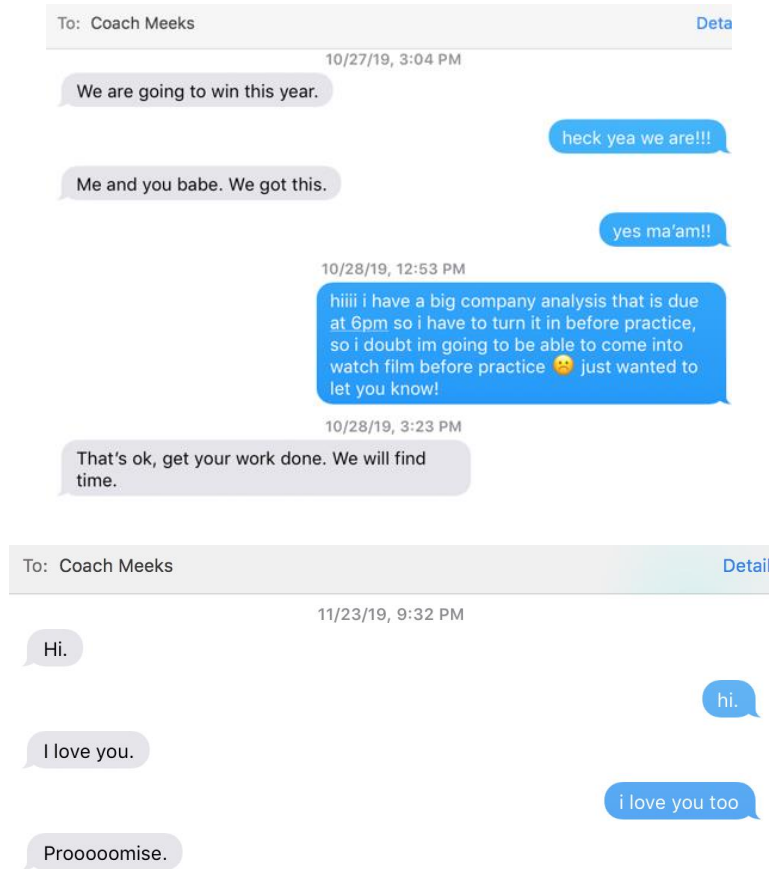 To: Coach Meeks Deta
10/27/19, 3:04 PM
We are going to win this year.
heck yea we are!!!
Me and you babe. We got this.
yes ma'am!!
10/28/19, 12:53 PM
hiiii i have a big company analysis that is due
at 6pm so i have to turn it in before practice,
so i doubt im going to be able to come into
watch film before practice ☹️ just wanted to
let you know!
10/28/19, 3:23 PM
That's ok, get your work done. We will find
time.
To: Coach Meeks Detail
11/23/19, 9:32 PM
Hi.
hi.
I love you.
i love you too
Prooooomise.